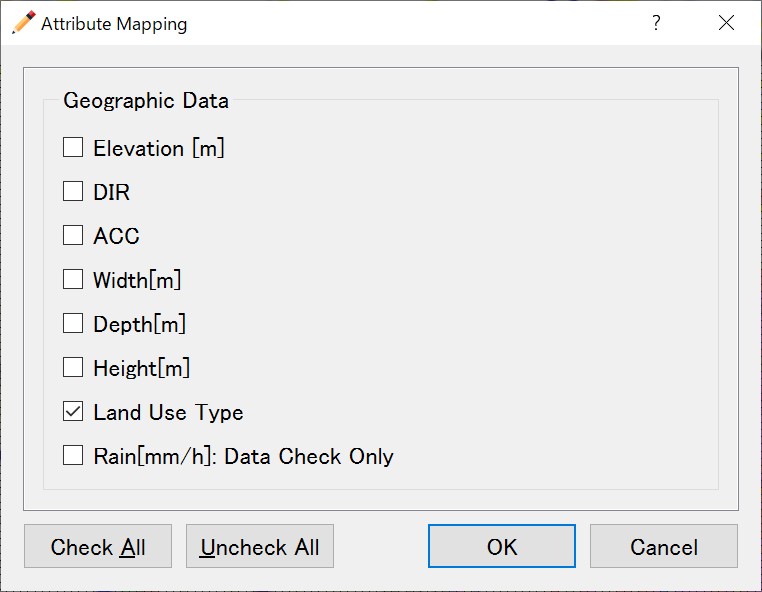 Attribute Mapping
?
Geographic Data
Elevation [m]
DIR
ACC
Width[m]
Depth[m]
Height[m]
Land Use Type
Rain[mm/h]: Data Check Only
Check All
Uncheck All
OK
Cancel